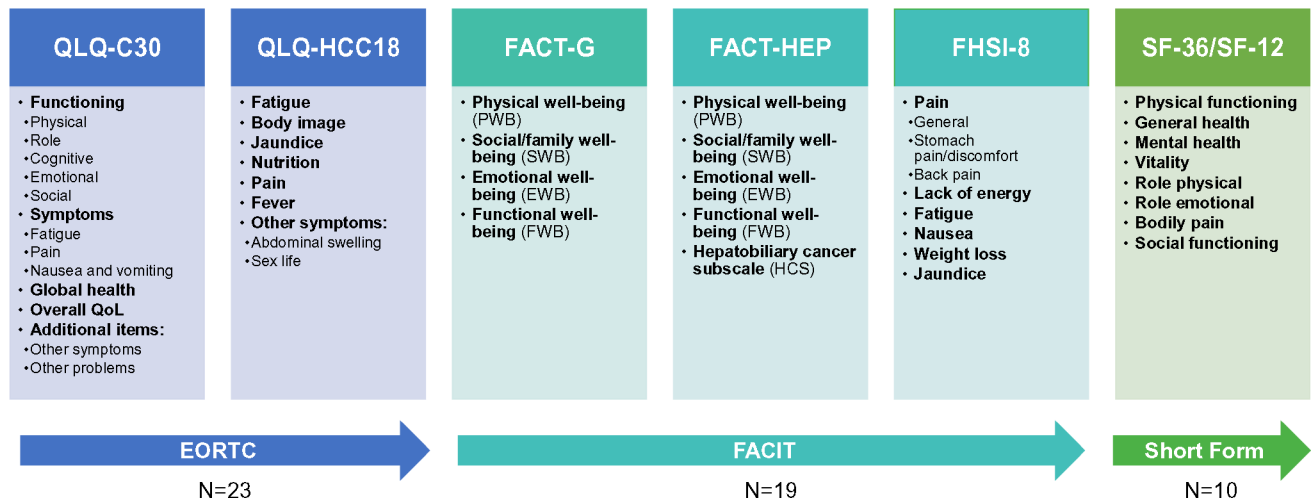 QLQ-C30
• Functioning
•Physical
•Role
•Cognitive
•Emotional
•Social
• Symptoms
•Fatigue
•Pain
•Nausea and vomiting
• Global health
• Overall QoL
• Additional items:
•Other symptoms
•Other problems
QLQ-HCC18
• Fatigue
• Body image
• Jaundice
• Nutrition
• Pain
• Fever
• Other symptoms:
•Abdominal swelling
•Sex life
FACT-G
• Physical well-being
(PWB)
• Social/family well-
being (SWB)
• Emotional well-
being (EWB)
• Functional well-
being (FWB)
FACT-HEP
• Physical well-being
(PWB)
• Social/family well-
being (SWB)
• Emotional well-
being (EWB)
• Functional well-
being (FWB)
• Hepatobiliary cancer
subscale (HCS)
FHSI-8
• Pain
•General
•Stomach
pain/discomfort
•Back pain
• Lack of energy
• Fatigue
• Nausea
• Weight loss
• Jaundice
SF-36/SF-12
• Physical functioning
• General health
• Mental health
• Vitality
• Role physical
• Role emotional
• Bodily pain
• Social functioning
EORTC
N=23
FACIT
N=19
Short Form
N=10